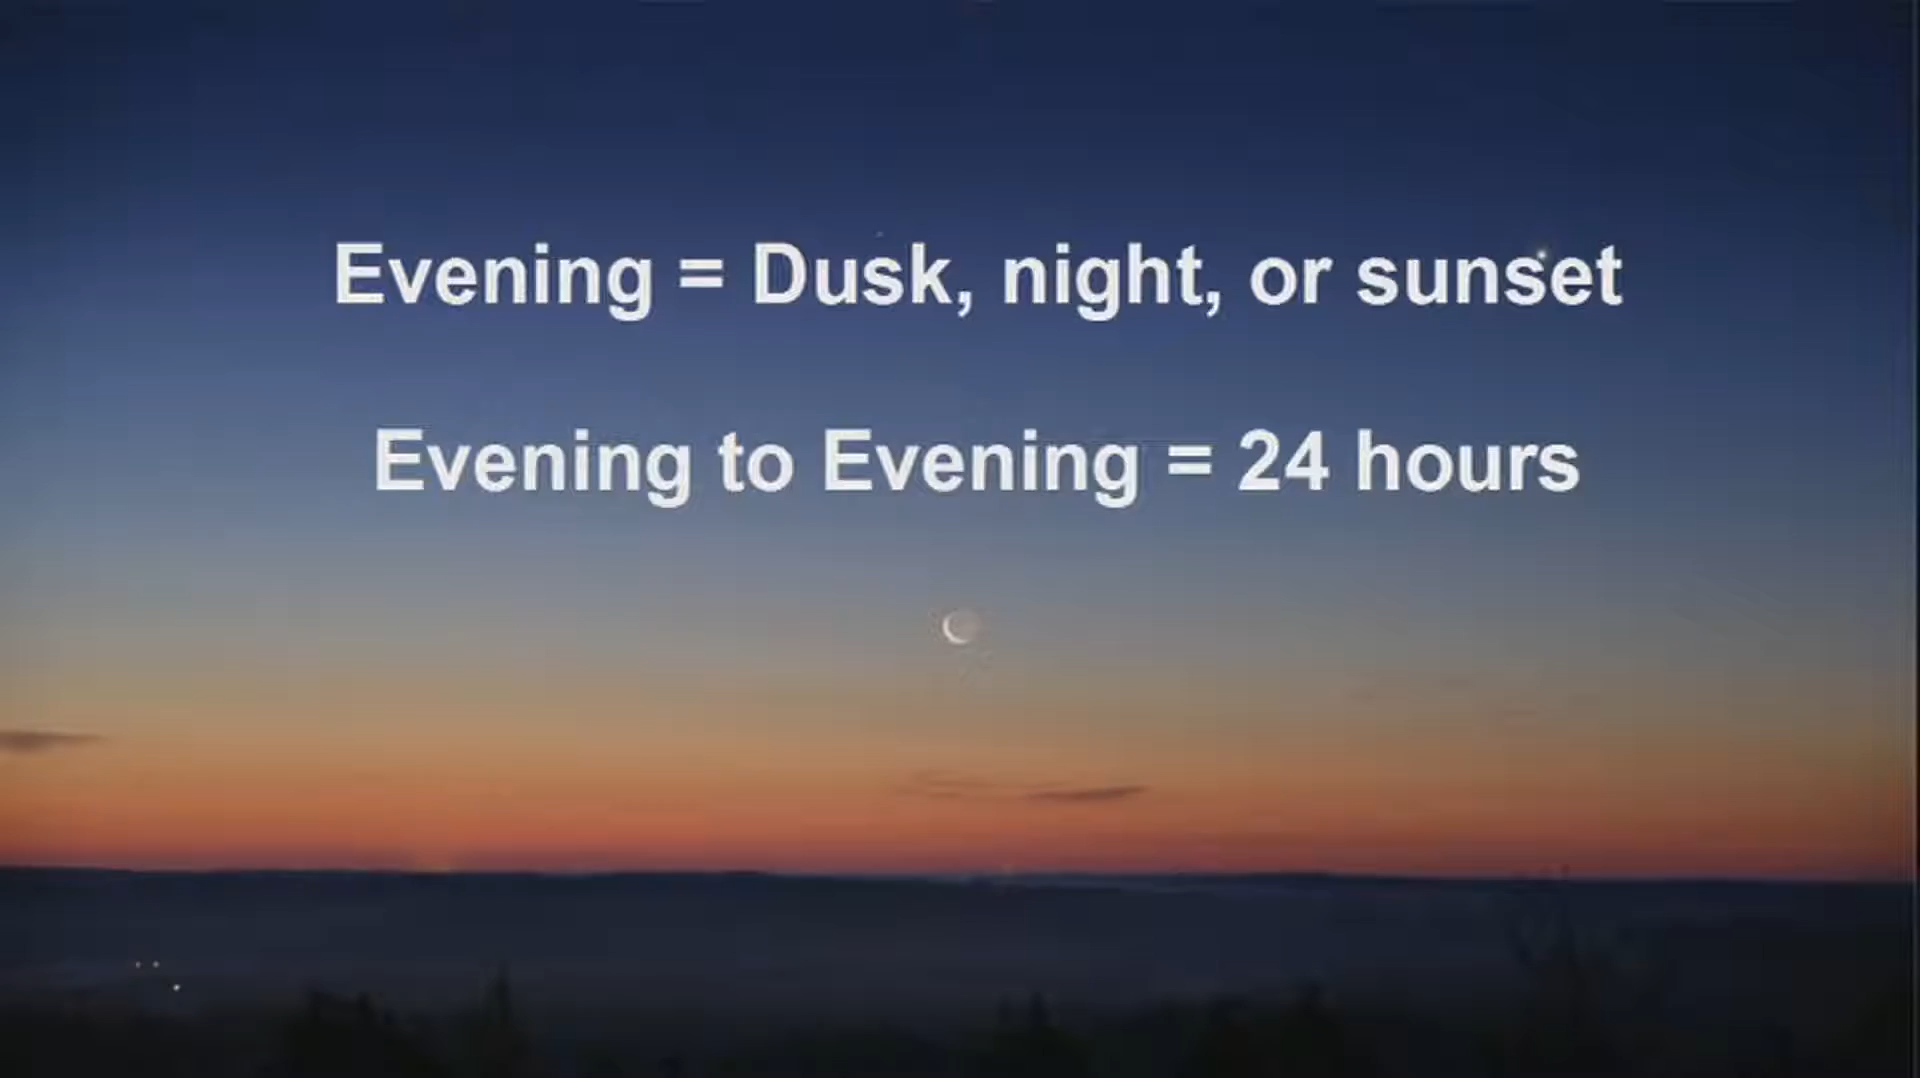 Evening = Dusk, night, or sunset
Evening to Evening = 24 hours